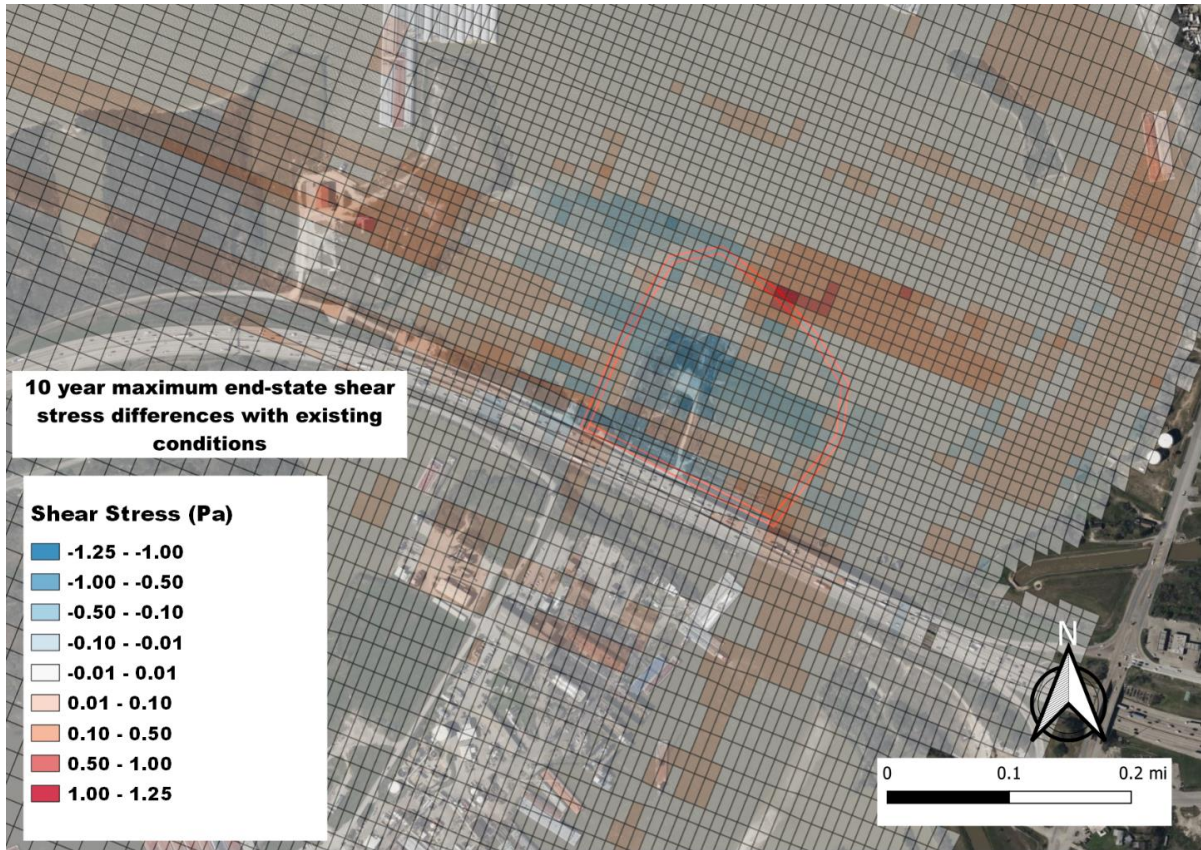 10 year maximum end-state shear
stress differences with existing
conditions
Shear Stress (Pa)
-1.25 - -1.00
-1.00 - -0.50
-0.50 - -0.10
-0.10 - -0.01
-0.01 - 0.01
0.01 - 0.10
0.10 - 0.50
0.50 - 1.00
1.00 - 1.25
N
0 0.1 0.2 mi